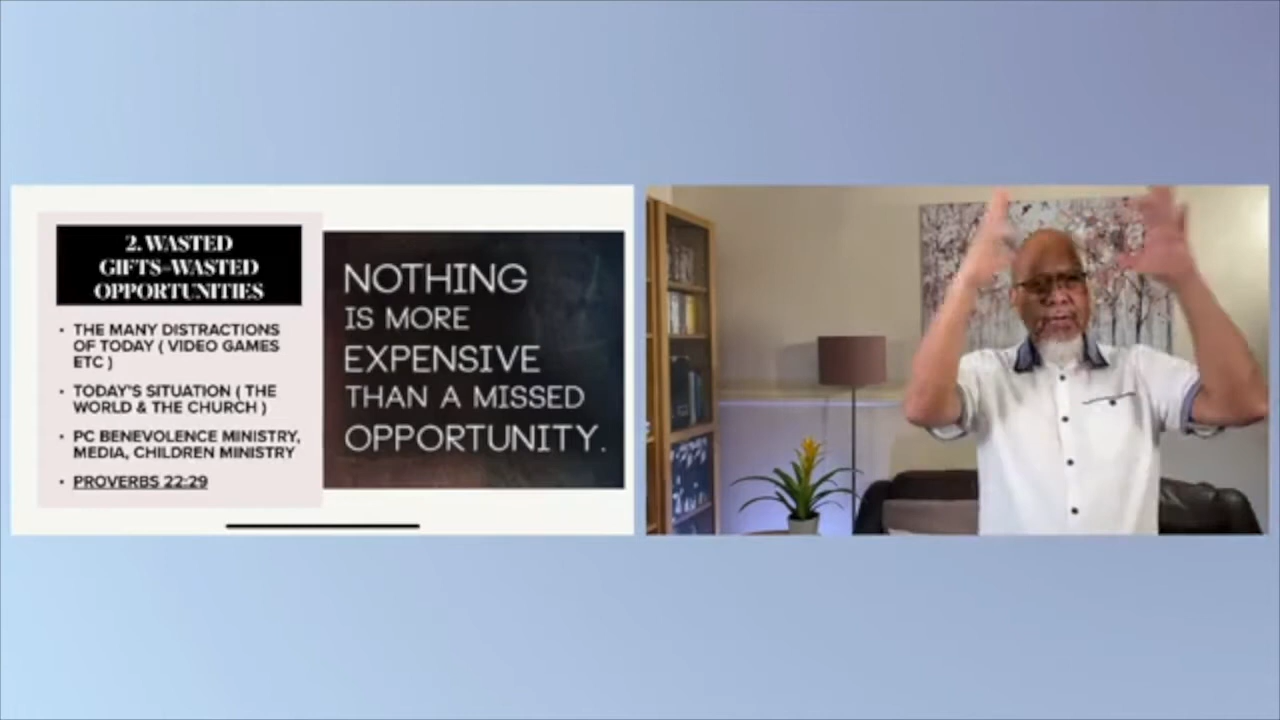 2. WASTED
GIFTS=WASTED
OPPORTUNITIES
• THE MANY DISTRACTIONS
OF TODAY ( VIDEO GAMES
ETC )
• TODAY'S SITUATION ( THE
WORLD & THE CHURCH )
• PC BENEVOLENCE MINISTRY,
MEDIA, CHILDREN MINISTRY
• PROVERBS 22:29
NOTHING
IS MORE
EXPENSIVE
THAN A MISSED
OPPORTUNITY.